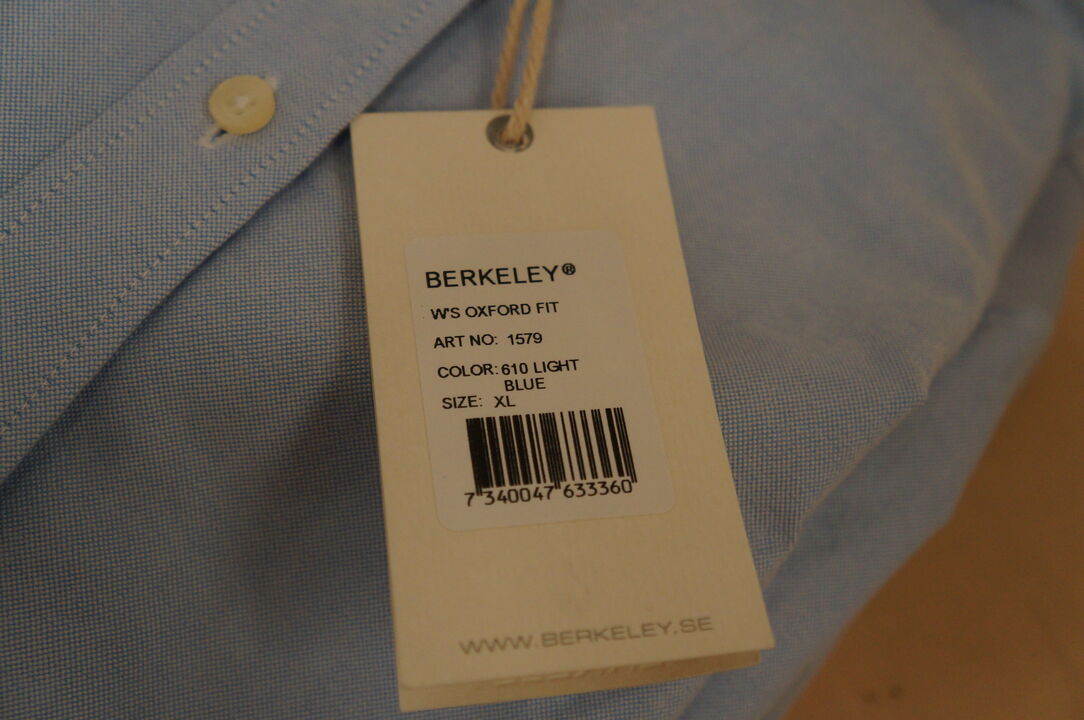 BERKELEY®
W'S OXFORD FIT
ART NO: 1579
COLOR: 610 LIGHT
BLUE
SIZE: XL
7 340047 633360
WWW.BERKELEY.SE